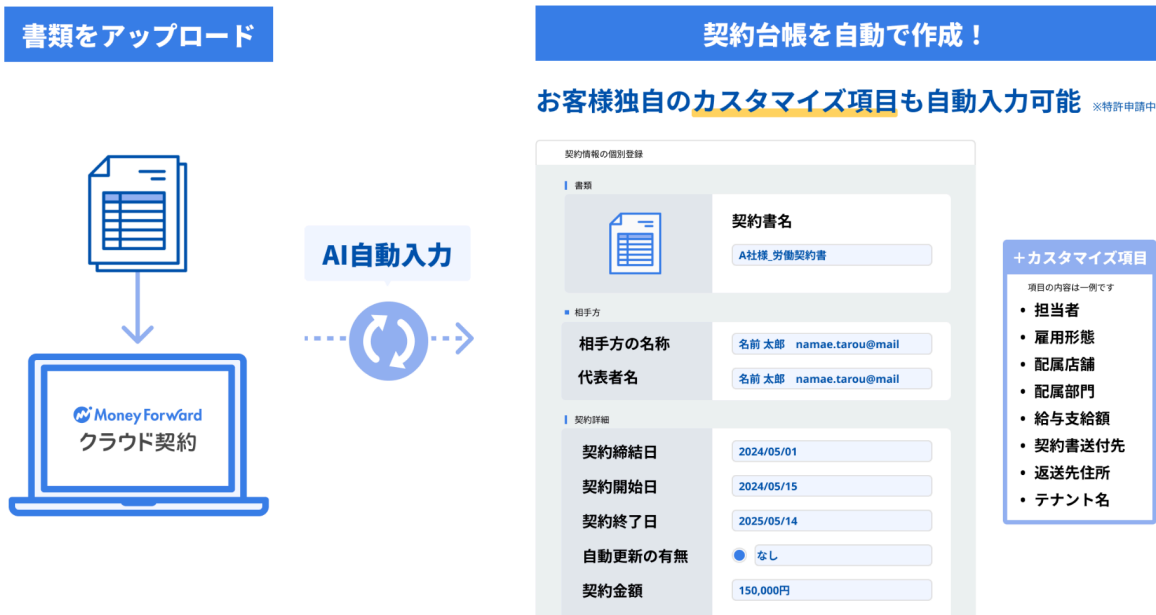 書類をアップロード
Money Forward
クラウド契約
AI自動入力
契約台帳を自動で作成！
お客様独自のカスタマイズ項目も自動入力可能 ※特許申請中
契約情報の個別登録
書類
契約書名
A社様_労働契約書
相手方
相手方の名称 名前 太郎 namae.tarou@mail
代表者名 名前 太郎 namae.tarou@mail
契約詳細
契約締結日 2024/05/01
契約開始日 2024/05/15
契約終了日 2025/05/14
自動更新の有無 なし
契約金額 150,000円
＋カスタマイズ項目
項目の内容は一例です
• 担当者
• 雇用形態
• 配属店舗
• 配属部門
• 給与支給額
• 契約書送付先
• 返送先住所
• テナント名